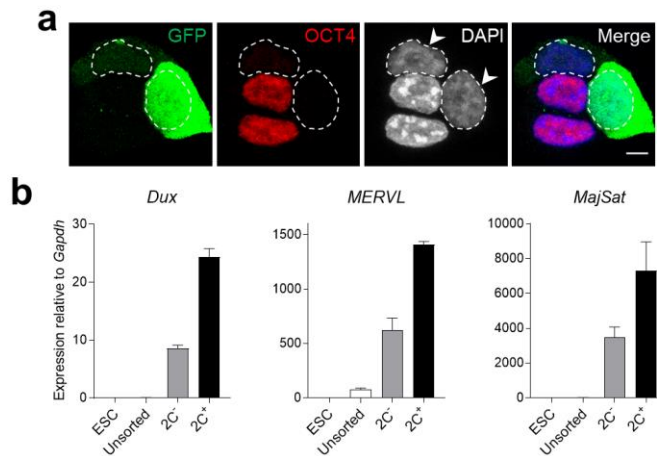 a
GFP
OCT4
DAPI
Merge
b
Dux
MERVL
MajSat
Expression relative to Gapdh
30
20
10
0
1500
1000
500
0
10000
8000
6000
4000
2000
0
ESC
Unsorted
2C⁻
2C⁺
ESC
Unsorted
2C⁻
2C⁺
ESC
Unsorted
2C⁻
2C⁺